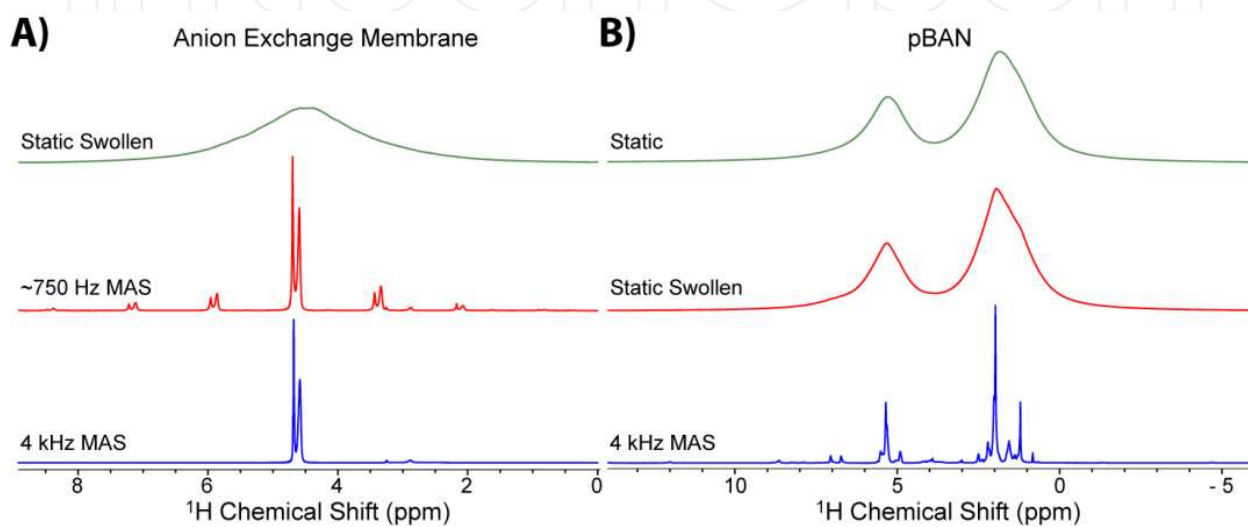 A) Anion Exchange Membrane
Static Swollen
~750 Hz MAS
4 kHz MAS
8 6 4 2 0
¹H Chemical Shift (ppm)
B) pBAN
Static
Static Swollen
4 kHz MAS
10 5 0 - 5
¹H Chemical Shift (ppm)